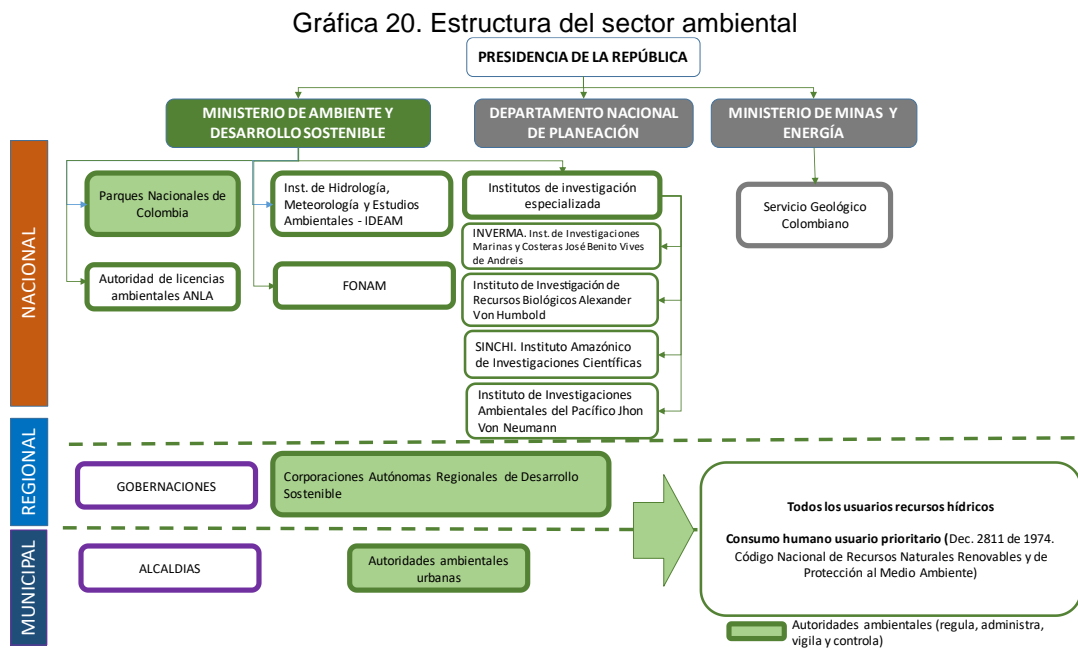 Gráfica 20. Estructura del sector ambiental
PRESIDENCIA DE LA REPÚBLICA
MINISTERIO DE AMBIENTE Y
DESARROLLO SOSTENIBLE
DEPARTAMENTO NACIONAL
DE PLANEACIÓN
MINISTERIO DE MINAS Y
ENERGÍA
NACIONAL
Parques Nacionales de
Colombia
Inst. de Hidrología,
Meteorología y Estudios
Ambientales - IDEAM
Institutos de investigación
especializada
Servicio Geológico
Colombiano
INVERMA. Inst. de Investigaciones
Marinas y Costeras José Benito Vives
de Andreis
Autoridad de licencias
ambientales ANLA
FONAM
Instituto de Investigación de
Recursos Biológicos Alexander
Von Humbold
SINCHI. Instituto Amazónico
de Investigaciones Científicas
Instituto de Investigaciones
Ambientales del Pacífico Jhon
Von Neumann
REGIONAL
GOBERNACIONES
Corporaciones Autónomas Regionales de Desarrollo
Sostenible
MUNICIPAL
ALCALDIAS
Autoridades ambientales
urbanas
Todos los usuarios recursos hídricos
Consumo humano usuario prioritario (Dec. 2811 de 1974.
Código Nacional de Recursos Naturales Renovables y de
Protección al Medio Ambiente)
Autoridades ambientales (regula, administra,
vigila y controla)